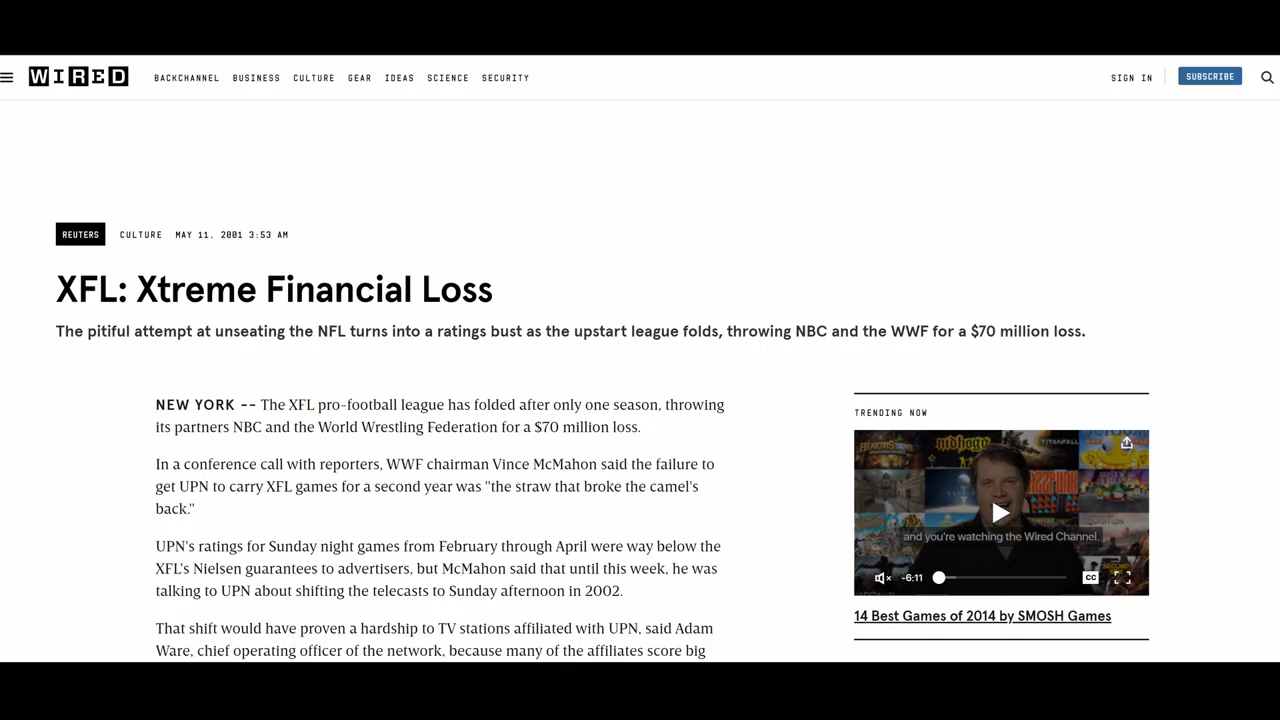 WIRED
BACKCHANNEL BUSINESS CULTURE GEAR IDEAS SCIENCE SECURITY
SIGN IN
SUBSCRIBE
REUTERS
CULTURE MAY 11, 2001 3:53 AM
XFL: Xtreme Financial Loss
The pitiful attempt at unseating the NFL turns into a ratings bust as the upstart league folds, throwing NBC and the WWF for a $70 million loss.
NEW YORK -- The XFL pro-football league has folded after only one season, throwing
its partners NBC and the World Wrestling Federation for a $70 million loss.
In a conference call with reporters, WWF chairman Vince McMahon said the failure to
get UPN to carry XFL games for a second year was "the straw that broke the camel's
back."
UPN's ratings for Sunday night games from February through April were way below the
XFL's Nielsen guarantees to advertisers, but McMahon said that until this week, he was
talking to UPN about shifting the telecasts to Sunday afternoon in 2002.
That shift would have proven a hardship to TV stations affiliated with UPN, said Adam
Ware, chief operating officer of the network, because many of the affiliates score big
TRENDING NOW
nidhogg
TITANFALL
and you're watching the Wired Channel.
-6:11
CC
14 Best Games of 2014 by SMOSH Games